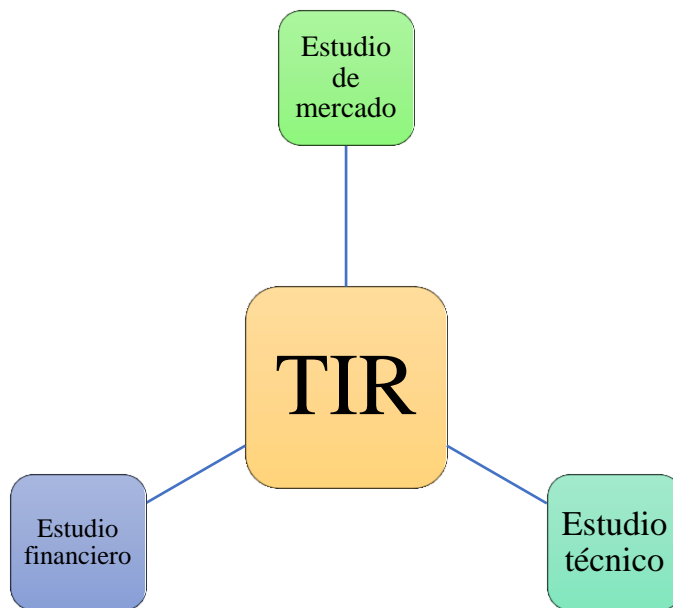 Estudio
de
mercado
TIR
Estudio
financiero
Estudio
técnico